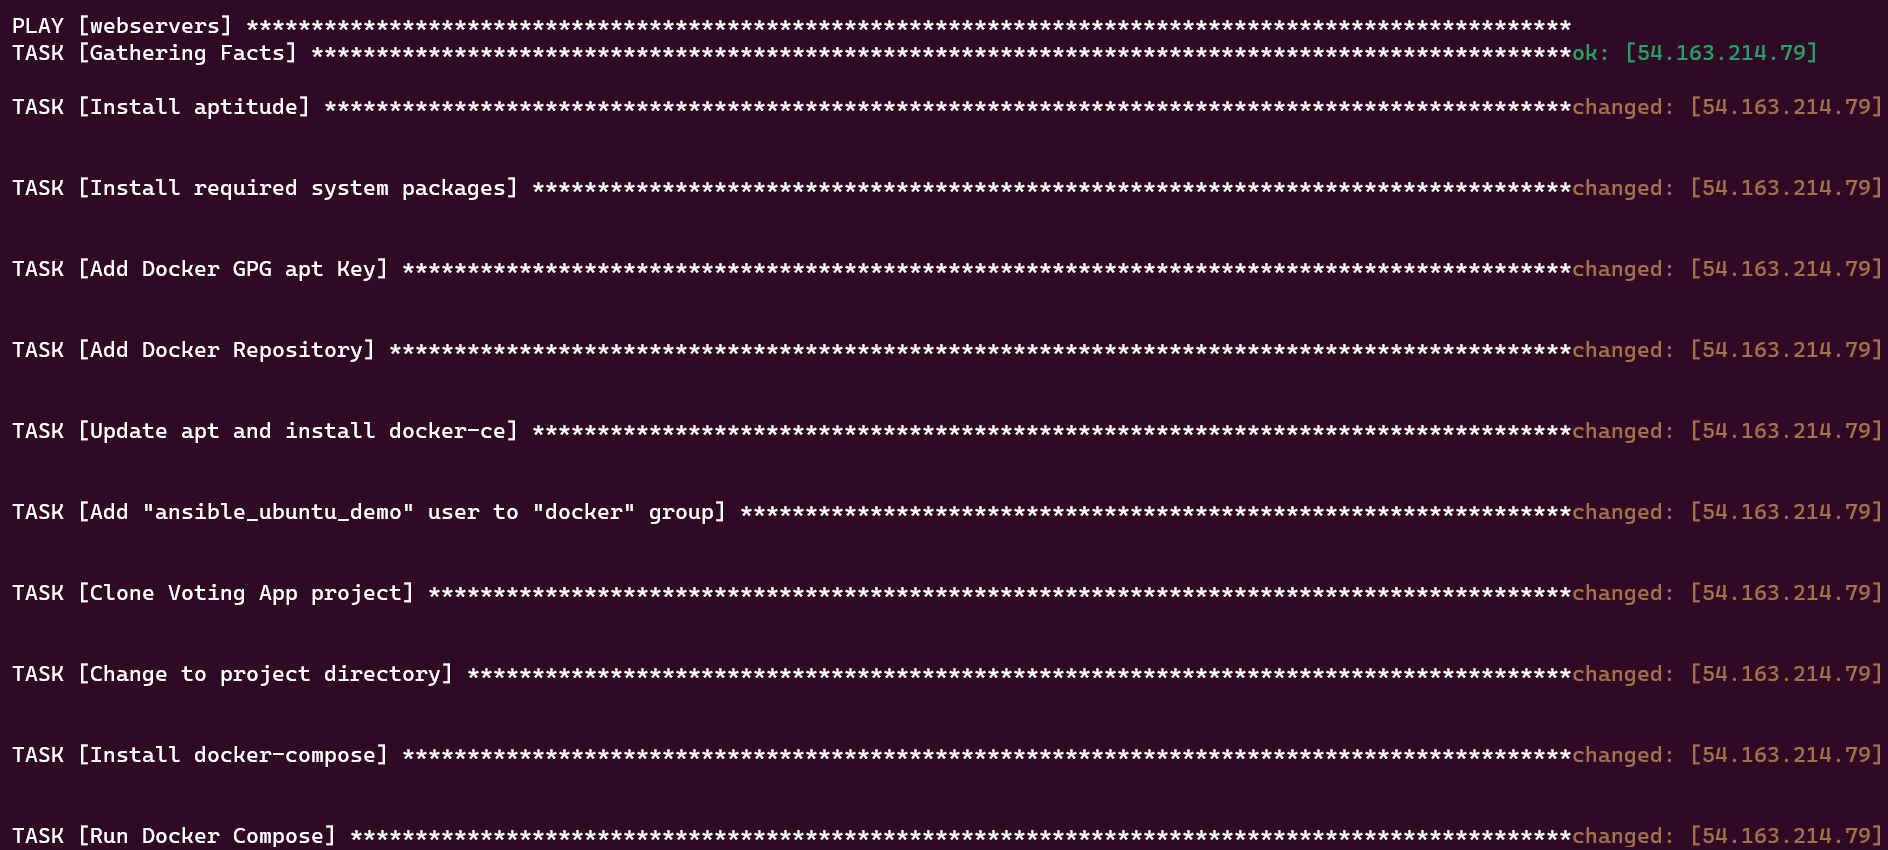 PLAY [webservers] ******************************************************************************************************
TASK [Gathering Facts] *************************************************************************************************ok: [54.163.214.79]
TASK [Install aptitude] ************************************************************************************************changed: [54.163.214.79]
TASK [Install required system packages] ********************************************************************************changed: [54.163.214.79]
TASK [Add Docker GPG apt Key] ******************************************************************************************changed: [54.163.214.79]
TASK [Add Docker Repository] *******************************************************************************************changed: [54.163.214.79]
TASK [Update apt and install docker-ce] ********************************************************************************changed: [54.163.214.79]
TASK [Add "ansible_ubuntu_demo" user to "docker" group] ****************************************************************changed: [54.163.214.79]
TASK [Clone Voting App project] ****************************************************************************************changed: [54.163.214.79]
TASK [Change to project directory] *************************************************************************************changed: [54.163.214.79]
TASK [Install docker-compose] ******************************************************************************************changed: [54.163.214.79]
TASK [Run Docker Compose] **********************************************************************************************changed: [54.163.214.79]